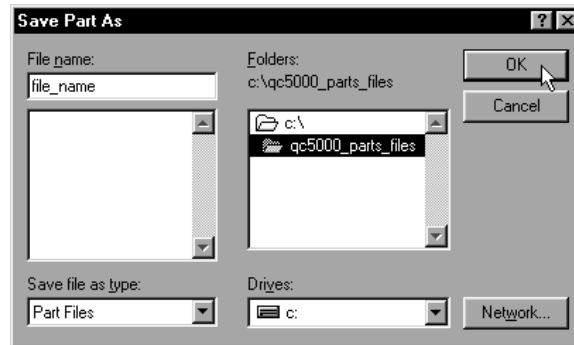 Save Part As
File name:
file_name
Folders:
c:\qc5000_parts_files
c:\
qc5000_parts_files
OK
Cancel
Save file as type:
Part Files
Drives:
c:
Network...